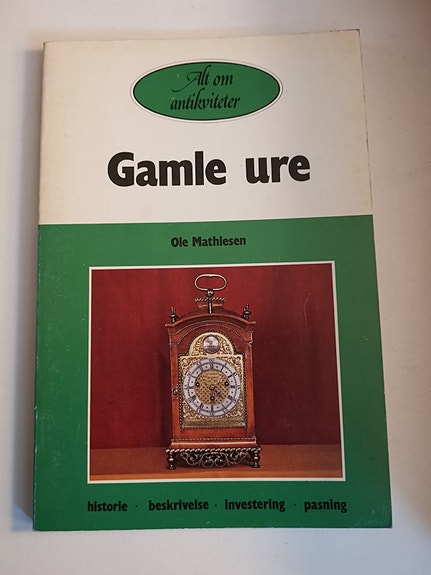 Alt om
antikviteter
Gamle ure
Ole Mathiesen
historie · beskrivelse · investering · pasning